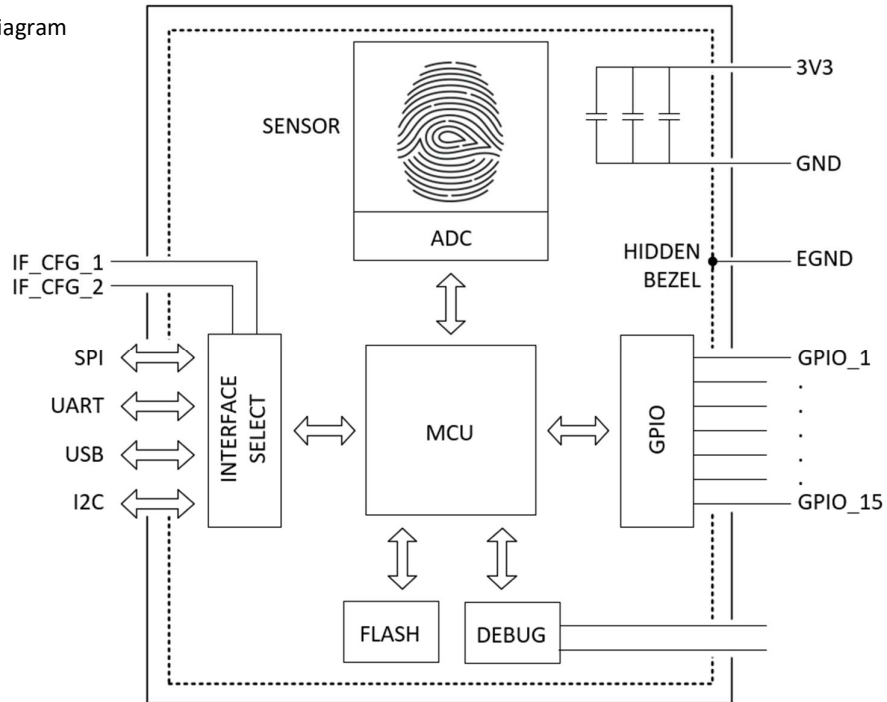 iagram
3V3
SENSOR
GND
ADC
HIDDEN
BEZEL
EGND
IF_CFG_1
IF_CFG_2
SPI
UART
USB
I2C
INTERFACE
SELECT
MCU
GPIO
GPIO_1
.
.
.
.
.
GPIO_15
FLASH
DEBUG